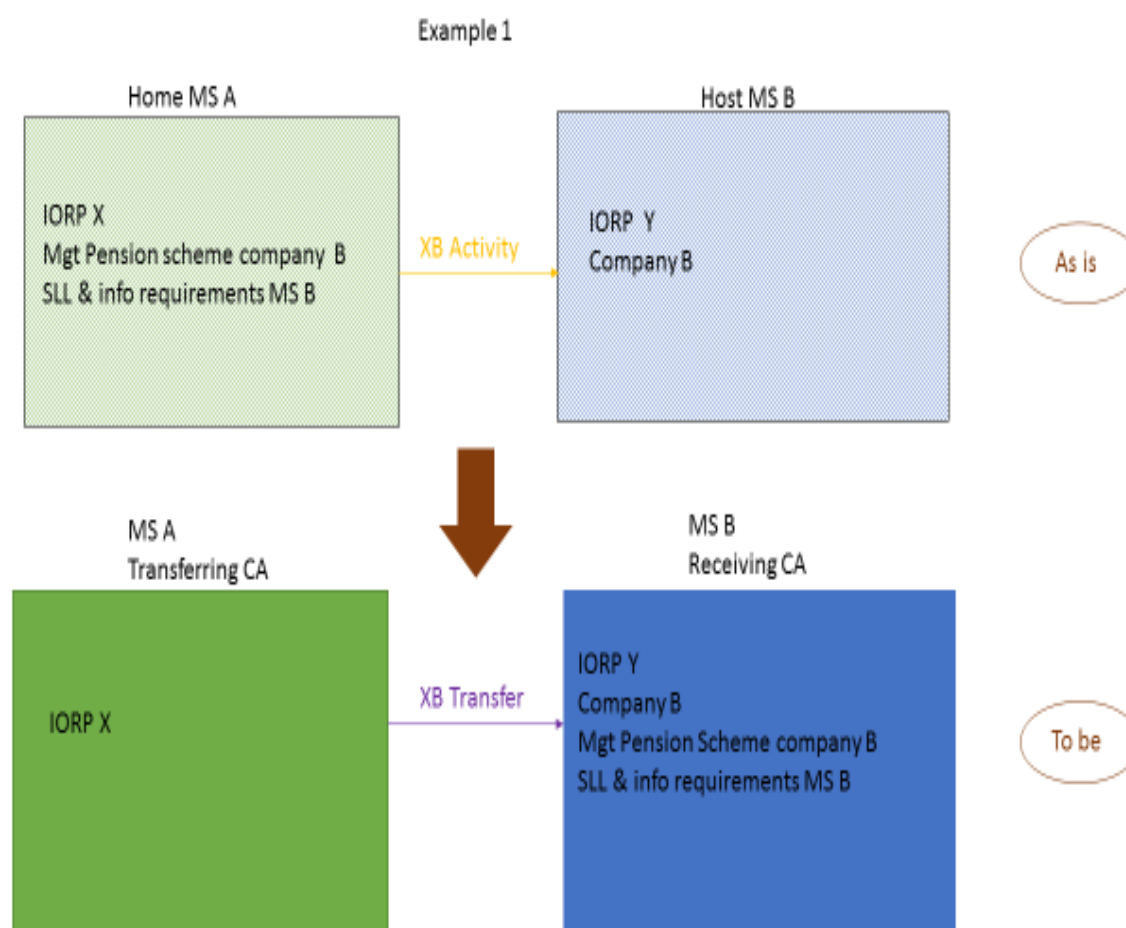 Example 1
Home MS A
Host MS B
IORP X
Mgt Pension scheme company B
SLL & info requirements MS B
XB Activity
IORP Y
Company B
As is
MS A
Transferring CA
MS B
Receiving CA
IORP X
XB Transfer
IORP Y
Company B
Mgt Pension Scheme company B
SLL & info requirements MS B
To be